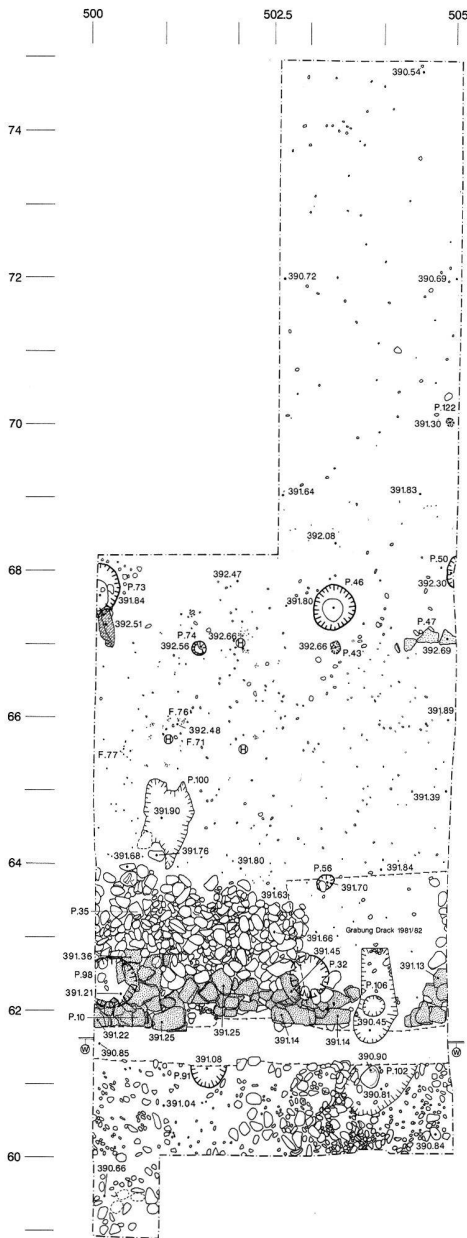 500 502.5 505
390.54
74
72
390.72 390.69
P.122
70
391.30
391.64 391.83
392.08
P.50
68
392.47
P.73 P.46 392.30
391.84 391.80
392.51 P.74 392.66 P.47
392.56 H 392.66 P.43 392.69
66
F.76
392.48 391.89
H F.71
F.77 H
P.100
391.90 391.39
391.76
391.68 391.80 391.84
64
P.56
391.63 391.70
P.35
Grabung Drack 1981/82
391.66
391.36 391.45 391.13
P.98 P.32
P.106
391.21
62
P.10 390.45
391.22 391.25 391.25 391.14 391.14
W 390.85 391.08 390.90 W
P.91 P.102
391.04 390.81
390.84
60
390.66